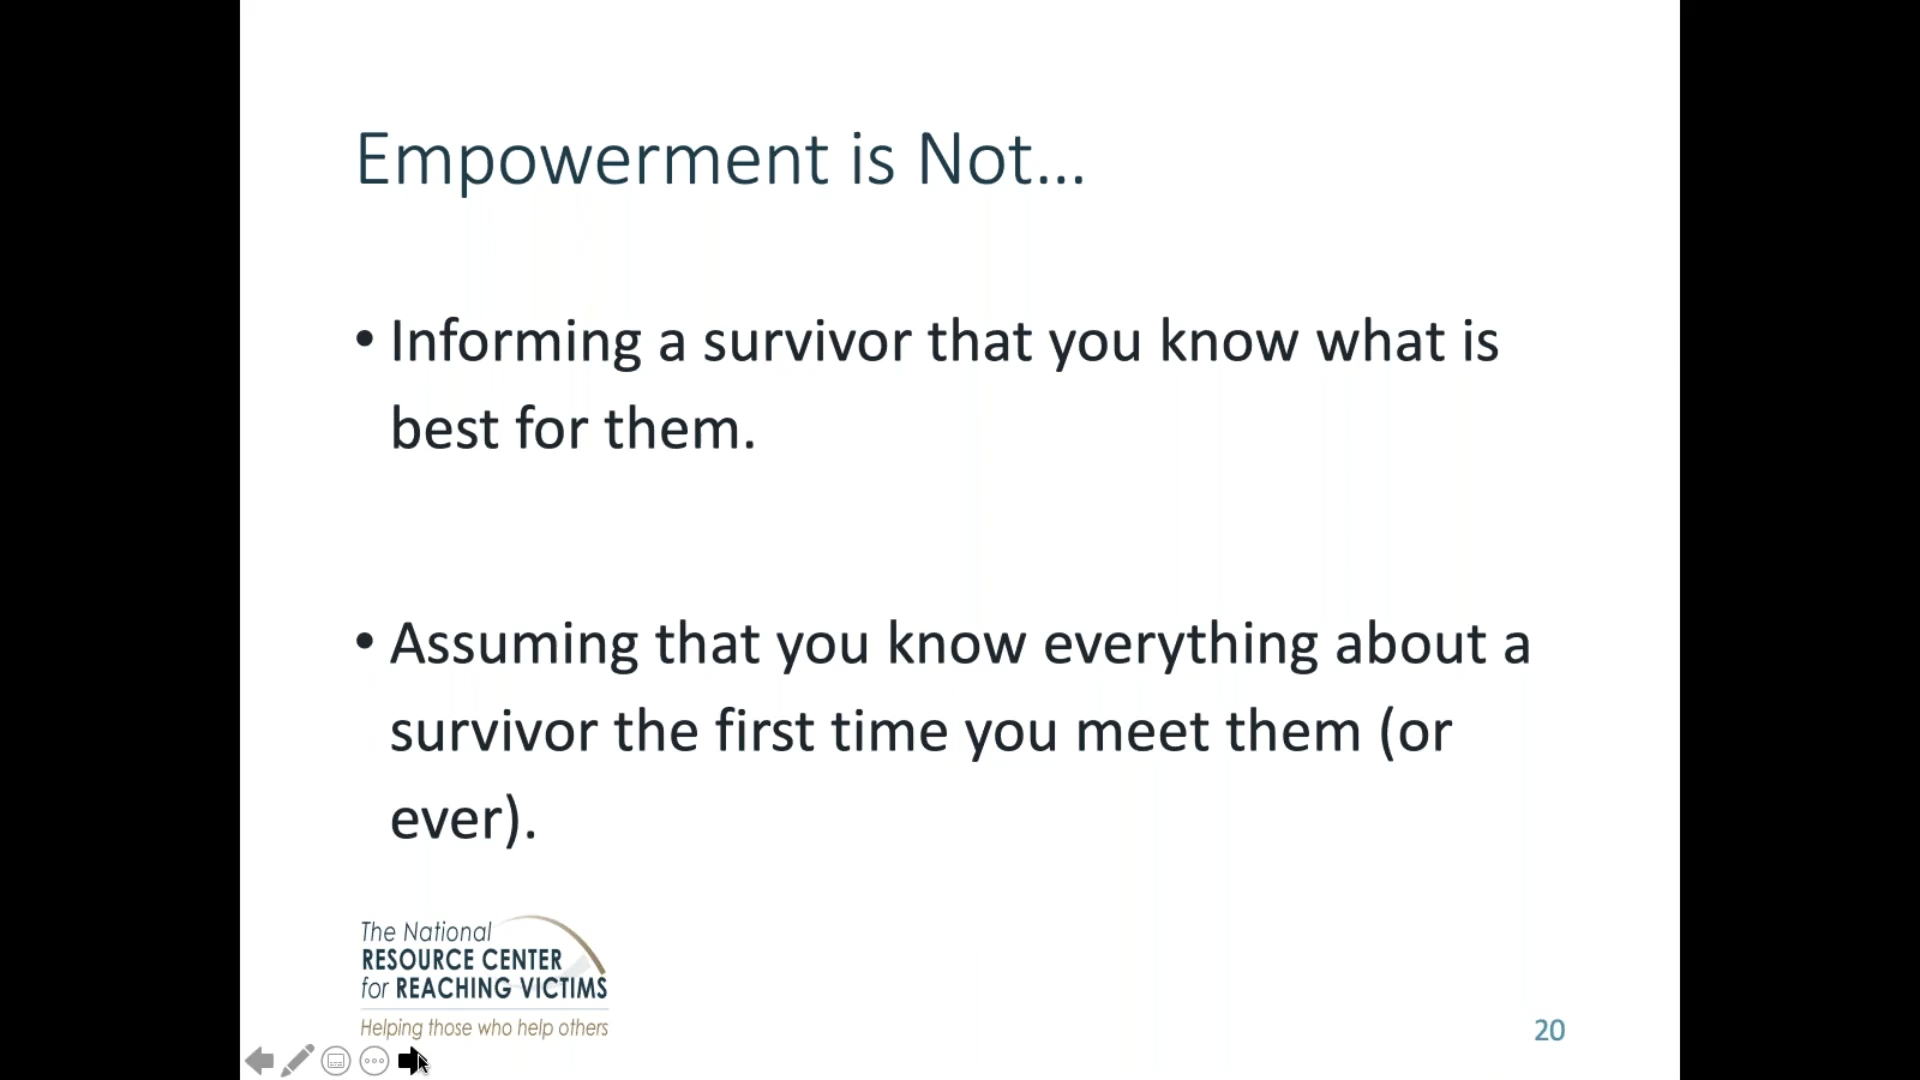 Empowerment is Not...
• Informing a survivor that you know what is
best for them.
• Assuming that you know everything about a
survivor the first time you meet them (or
ever).
The National
RESOURCE CENTER
for REACHING VICTIMS
Helping those who help others
20